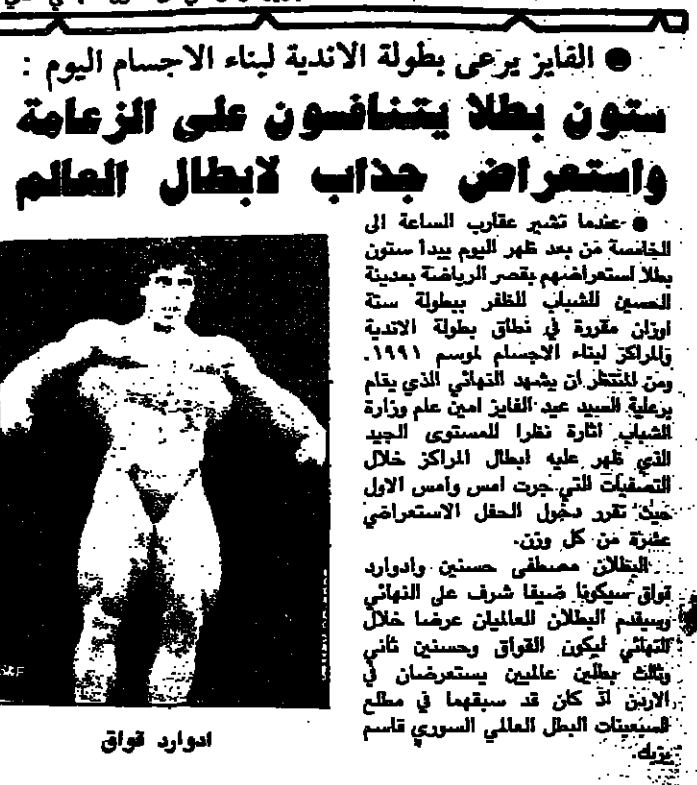 ● الفايز يرعى بطولة الاندية لبناء الاجسام اليوم :
ستون بطلا يتنافسون على الزعامة
واستعراض جذاب لابطال العالم
● عندما تشير عقارب الساعة الى
الخامسة من بعد ظهر اليوم يبدأ ستون
بطلا استعراضهم بقصر الرياضة بمدينة
الحسين للشباب للظفر ببطولة ستة
اوزان مقررة في نطاق بطولة الاندية
والمراكز لبناء الاجسام لموسم ١٩٩١.
ومن المنتظر ان يشهد النهائي الذي يقام
برعاية السيد عيد الفايز امين عام وزارة
الشباب اثارة نظرا للمستوى الجيد
الذي ظهر عليه ابطال المراكز خلال
التصفيات التي جرت امس وامس الاول
حيث تقرر دخول الحفل الاستعراضي
عشرة من كل وزن.
البطلان مصطفى حسنين وادوارد
قواق سيكونا ضيفا شرف على النهائي
وسيقدم البطلان العالميان عرضا خلال
النهائي ليكون القواق وحسنين ثاني
وثالث بطلين عالميين يستعرضان في
الاردن اذ كان قد سبقهما في مطلع
السبعينات البطل العالمي السوري قاسم
يزبك.
ادوارد قواق